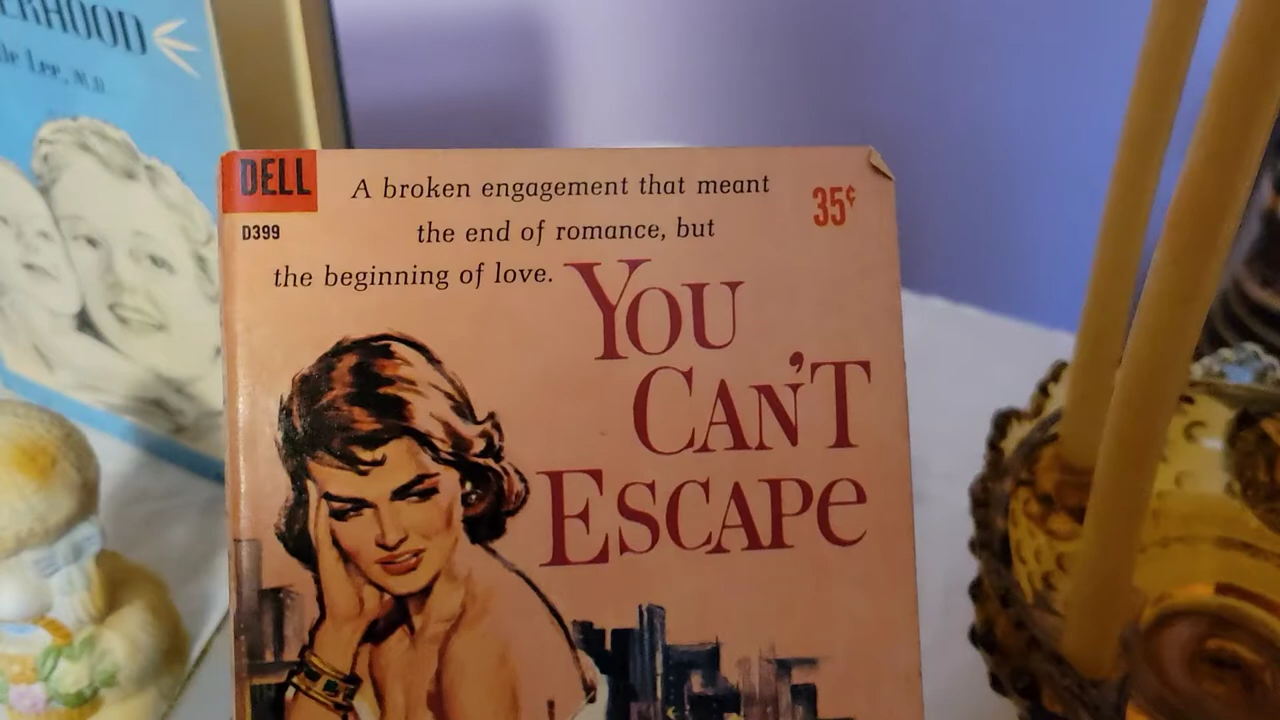 DELL
D399
A broken engagement that meant
the end of romance, but
the beginning of love.
35¢
YOU
CAN'T
ESCAPe
Lee, M.D.